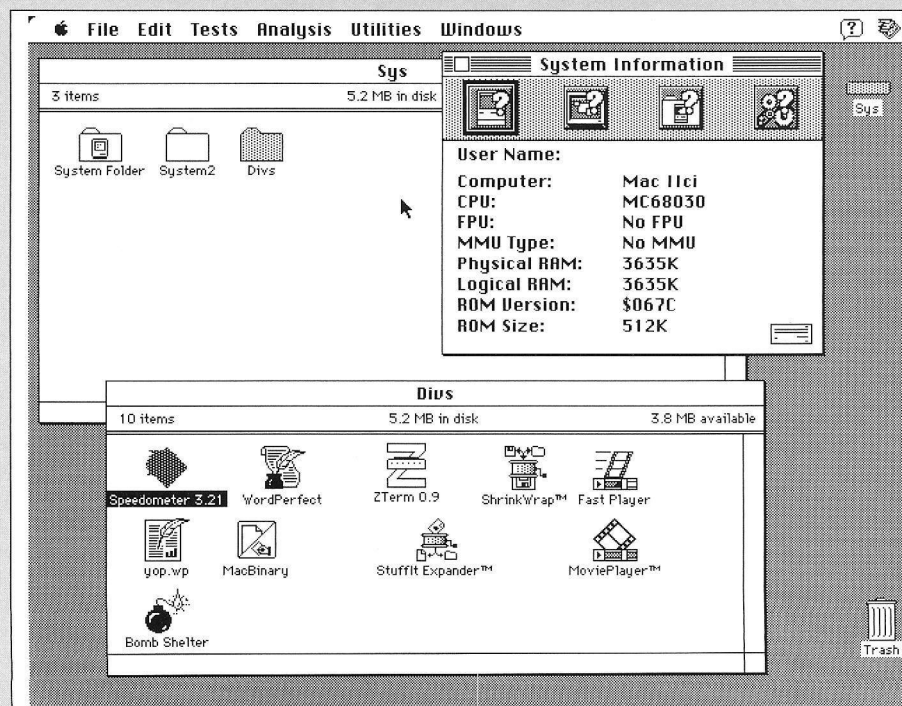 File Edit Tests Analysis Utilities Windows
Sys
3 items 5.2 MB in disk
System Folder System2 Divs
System Information
User Name:
Computer: Mac IIci
CPU: MC68030
FPU: No FPU
MMU Type: No MMU
Physical RAM: 3635K
Logical RAM: 3635K
ROM Version: $067C
ROM Size: 512K
Sys
Divs
10 items 5.2 MB in disk 3.8 MB available
Speedometer 3.21 WordPerfect ZTerm 0.9 ShrinkWrap™ Fast Player
yop.wp MacBinary StuffIt Expander™ MoviePlayer™
Bomb Shelter
Trash